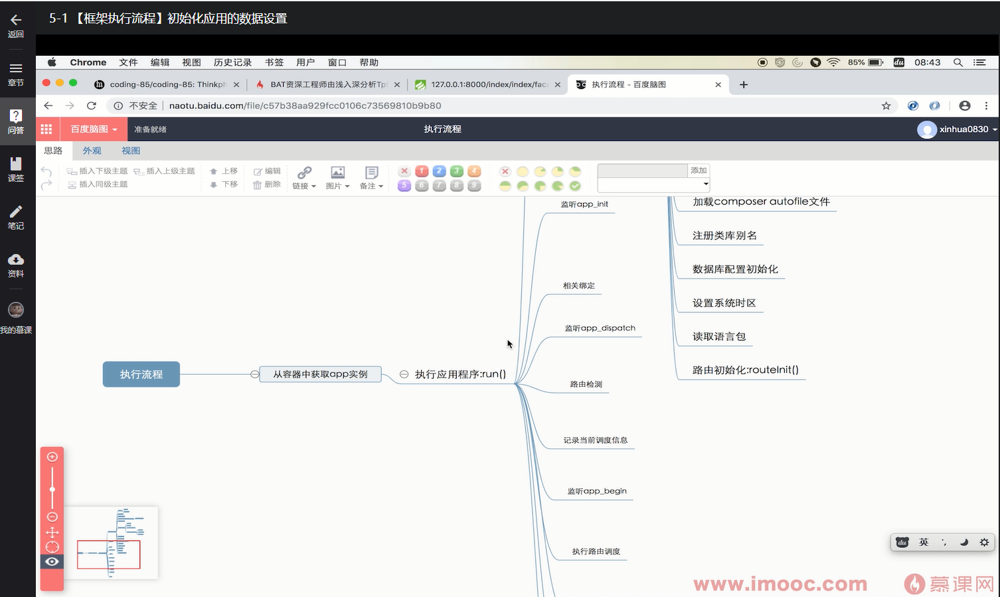 5-1 【框架执行流程】初始化应用的数据设置
返回
章节
问答
课签
笔记
资料
我的慕课
Chrome 文件 编辑 视图 历史记录 书签 用户 窗口 帮助
85% 08:43
coding-85/coding-85: Thinkph
BAT资深工程师由浅入深分析Tp5
127.0.0.1:8000/index/index/faca
执行流程 - 百度脑图
不安全 naotu.baidu.com/file/c57b38aa929fcc0106c73569810b9b80
百度脑图 准备就绪 执行流程 xinhua0830
思路 外观 视图
插入下级主题 插入上级主题 上移 编辑
插入同级主题 下移 删除
链接 图片 备注
1 2 3 4
5 6 7 8 9
添加
监听app_init
相关绑定
监听app_dispatch
执行流程
从容器中获取app实例
执行应用程序:run()
路由检测
记录当前调度信息
监听app_begin
执行路由调度
加载composer autofile文件
注册类库别名
数据库配置初始化
设置系统时区
读取语言包
路由初始化:routeInit()
du 英
www.imooc.com 慕课网